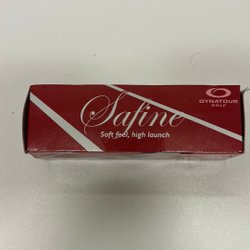 Safine
Soft feel, high launch
DYNATOUR
GOLF